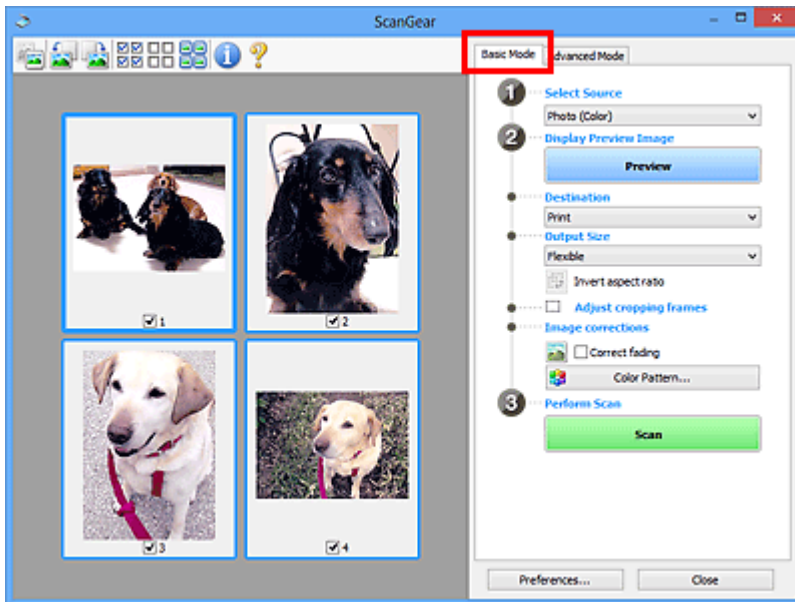 ScanGear
Basic Mode
Advanced Mode
1 Select Source
Photo (Color)
2 Display Preview Image
Preview
Destination
Print
Output Size
Flexible
Invert aspect ratio
Adjust cropping frames
Image corrections
Correct fading
Color Pattern...
3 Perform Scan
Scan
1
2
3
4
Preferences...
Close